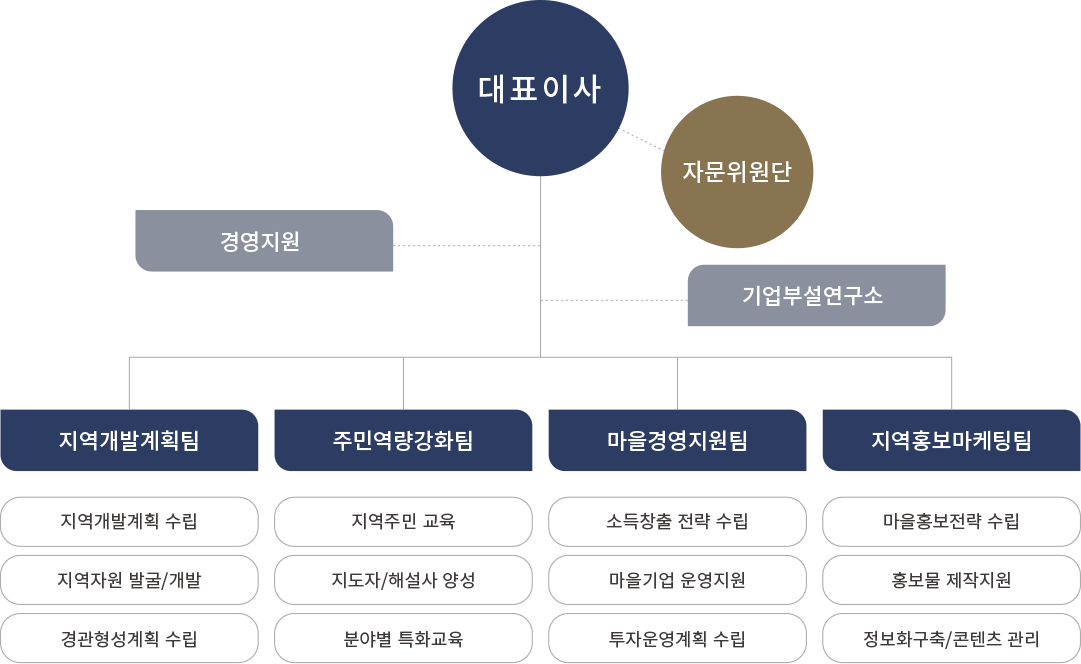 대표이사
자문위원단
경영지원
기업부설연구소
지역개발계획팀
주민역량강화팀
마을경영지원팀
지역홍보마케팅팀
지역개발계획 수립
지역주민 교육
소득창출 전략 수립
마을홍보전략 수립
지역자원 발굴/개발
지도자/해설사 양성
마을기업 운영지원
홍보물 제작지원
경관형성계획 수립
분야별 특화교육
투자운영계획 수립
정보화구축/콘텐츠 관리